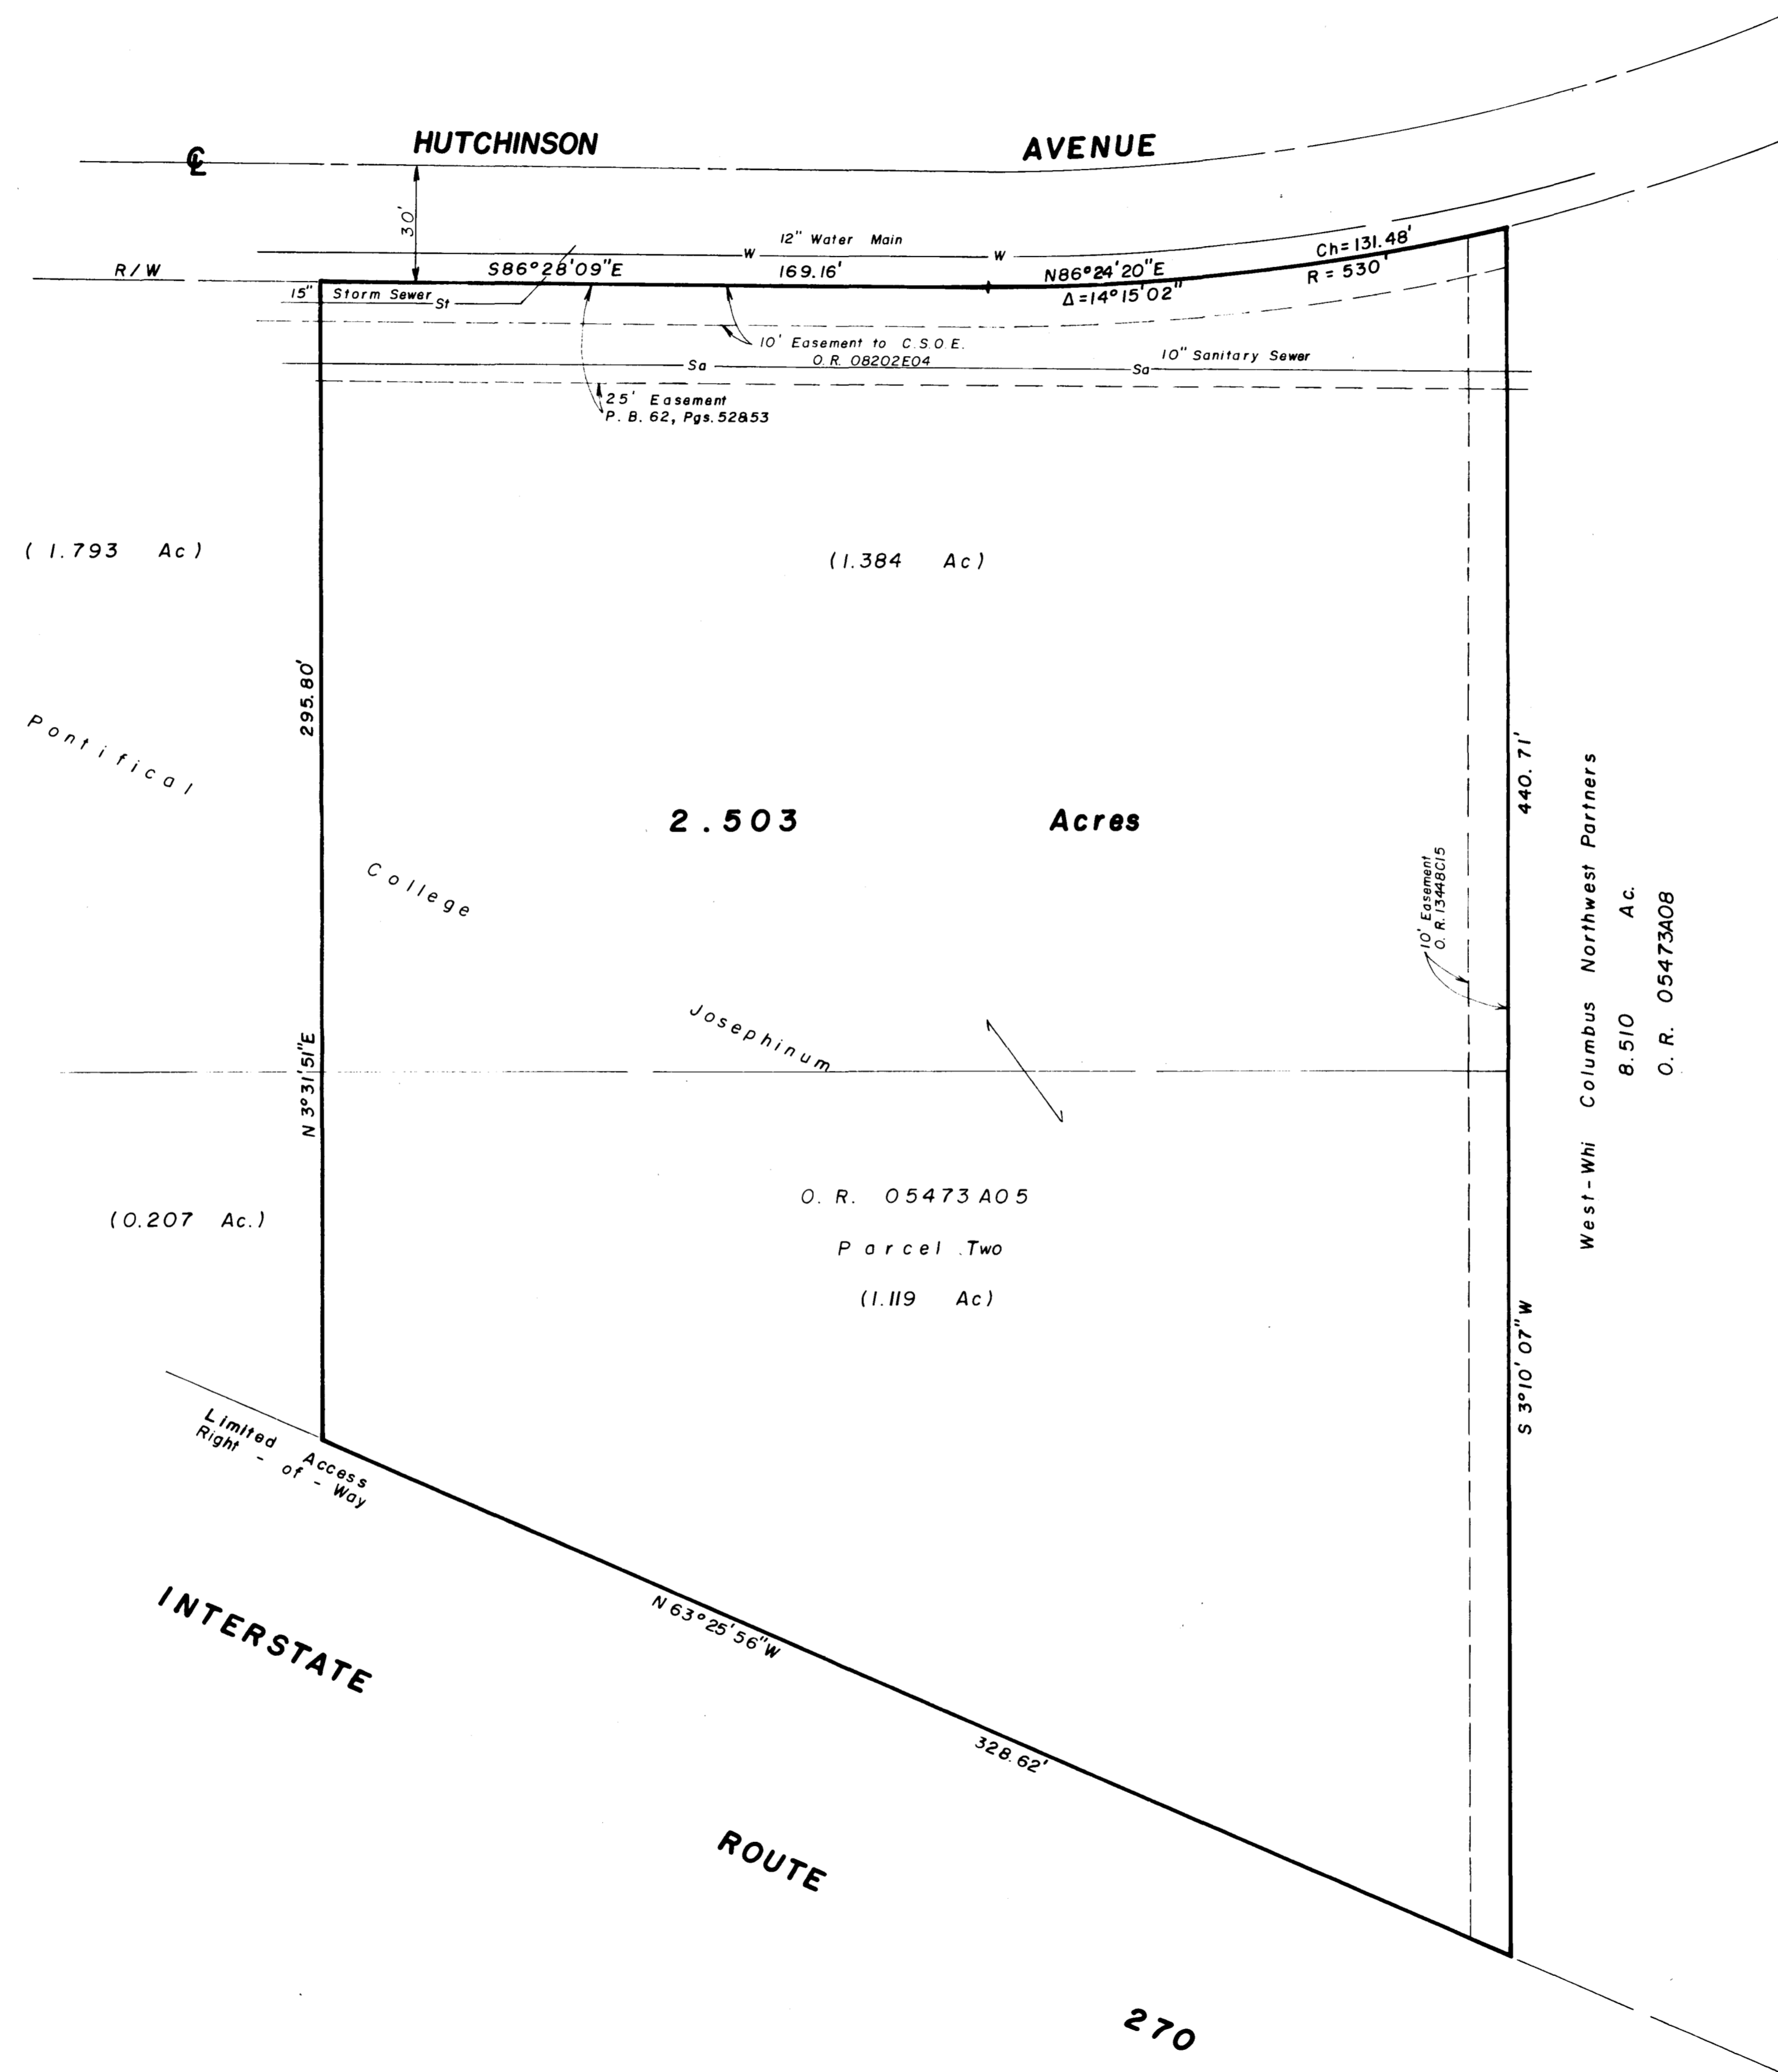 HUTCHINSON AVENUE
℄
30'
12" Water Main
W W
R/W
S86°28'09"E 169.16'
N86°24'20"E
Ch=131.48'
R = 530'
Δ=14°15'02"
15" Storm Sewer St
10' Easement to C.S.O.E.
O.R. 08202E04
10" Sanitary Sewer
Sa Sa
25' Easement
P.B. 62, Pgs. 52&53
(1.793 Ac)
(1.384 Ac)
295.80'
N 3°31'51"E
Pontifical
College
Josephinum
2.503 Acres
440.71'
S 3°10'07"W
10' Easement
O.R. 13448C15
West-Whi Columbus Northwest Partners
8.510 Ac.
O.R. 05473A08
O.R. 05473A05
Parcel Two
(1.119 Ac)
(0.207 Ac.)
Limited Access
Right - of - Way
N 63°25'56"W
328.62'
INTERSTATE
ROUTE
270